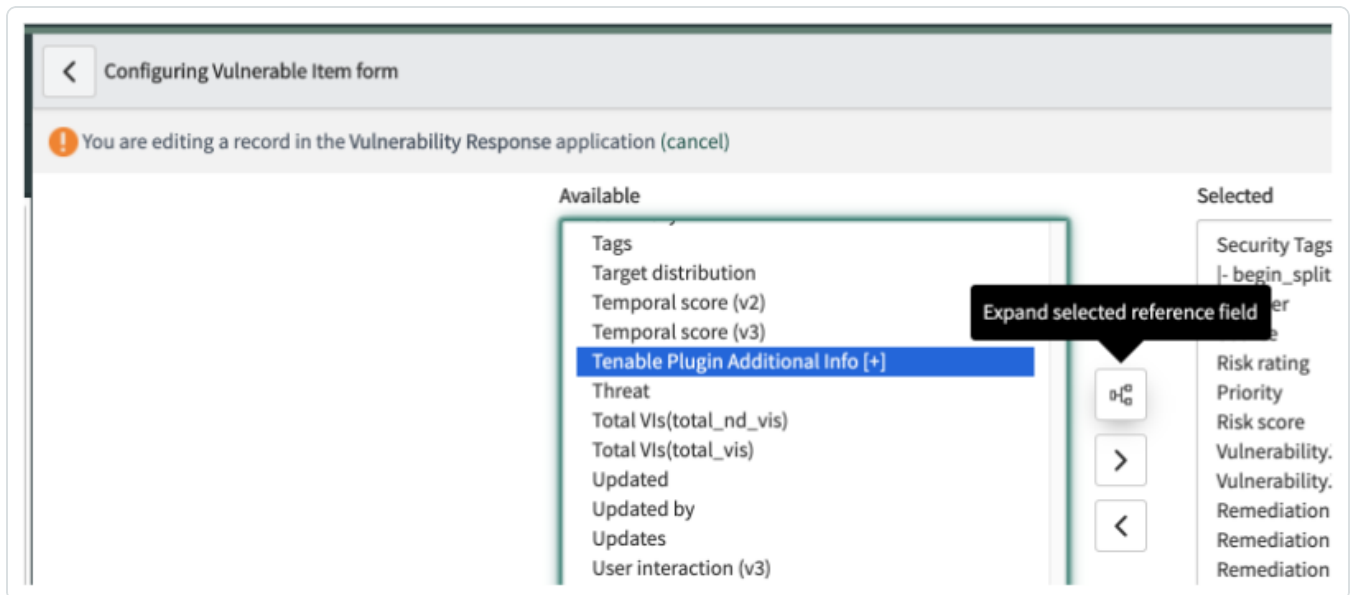 Configuring Vulnerable Item form
You are editing a record in the Vulnerability Response application (cancel)
Available
Selected
Tags
Target distribution
Temporal score (v2)
Temporal score (v3)
Tenable Plugin Additional Info [+]
Threat
Total VIs(total_nd_vis)
Total VIs(total_vis)
Updated
Updated by
Updates
User interaction (v3)
Expand selected reference field
Security Tags
|- begin_split
Risk rating
Priority
Risk score
Vulnerability.
Vulnerability.
Remediation
Remediation
Remediation